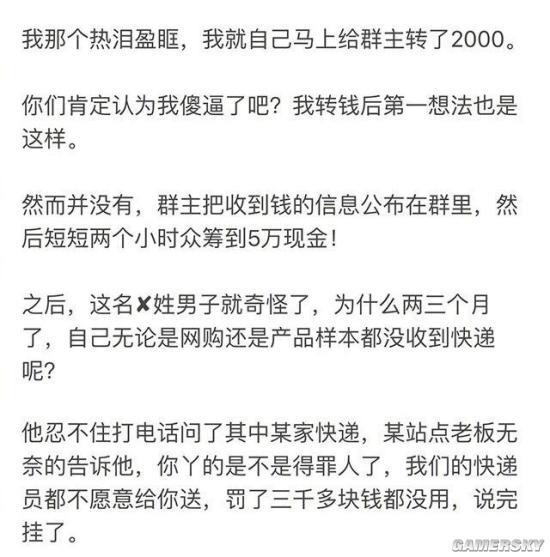 我那个热泪盈眶，我就自己马上给群主转了2000。
你们肯定认为我傻逼了吧？我转钱后第一想法也是
这样。
然而并没有，群主把收到钱的信息公布在群里，然
后短短两个小时众筹到5万现金！
之后，这名✘姓男子就奇怪了，为什么两三个月
了，自己无论是网购还是产品样本都没收到快递
呢？
他忍不住打电话问了其中某家快递，某站点老板无
奈的告诉他，你丫的是不是得罪人了，我们的快递
员都不愿意给你送，罚了三千多块钱都没用，说完
挂了。
GAMERSKY